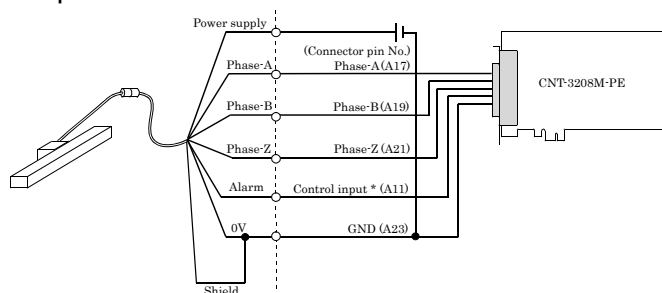 Power supply
(Connector pin No.)
Phase-A Phase-A (A17)
CNT-3208M-PE
Phase-B Phase-B (A19)
Phase-Z Phase-Z (A21)
Alarm Control input * (A11)
0V GND (A23)
Shield